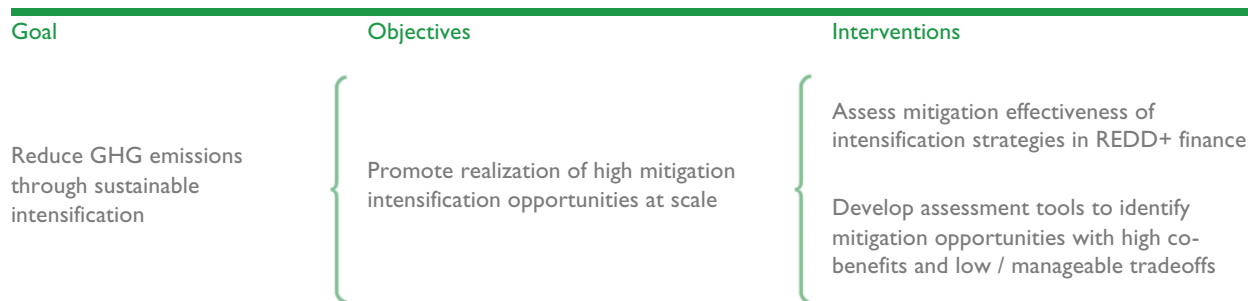 Goal
Objectives
Interventions
Reduce GHG emissions
through sustainable
intensification
Promote realization of high mitigation
intensification opportunities at scale
Assess mitigation effectiveness of
intensification strategies in REDD+ finance
Develop assessment tools to identify
mitigation opportunities with high co-
benefits and low / manageable tradeoffs